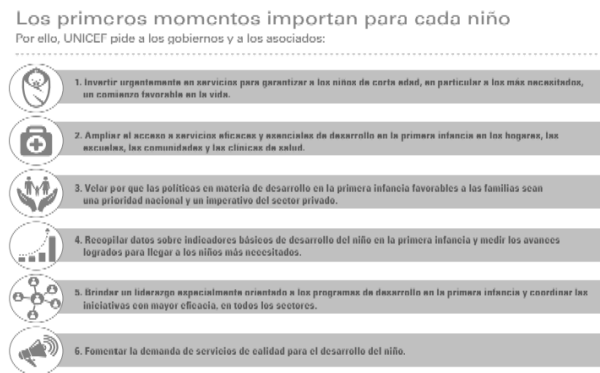 Los primeros momentos importan para cada niño
Por ello, UNICEF pide a los gobiernos y a los asociados:
1. Invertir urgentemente en servicios para garantizar a los niños de corta edad, en particular a los más necesitados,
un comienzo favorable en la vida.
2. Ampliar el acceso a servicios eficaces y esenciales de desarrollo en la primera infancia en los hogares, las
escuelas, las comunidades y las clínicas de salud.
3. Velar por que las políticas en materia de desarrollo en la primera infancia favorables a las familias sean
una prioridad nacional y un imperativo del sector privado.
4. Recopilar datos sobre indicadores básicos de desarrollo del niño en la primera infancia y medir los avances
logrados para llegar a los niños más necesitados.
5. Brindar un liderazgo especialmente orientado a los programas de desarrollo en la primera infancia y coordinar las
iniciativas con mayor eficacia, en todos los sectores.
6. Fomentar la demanda de servicios de calidad para el desarrollo del niño.